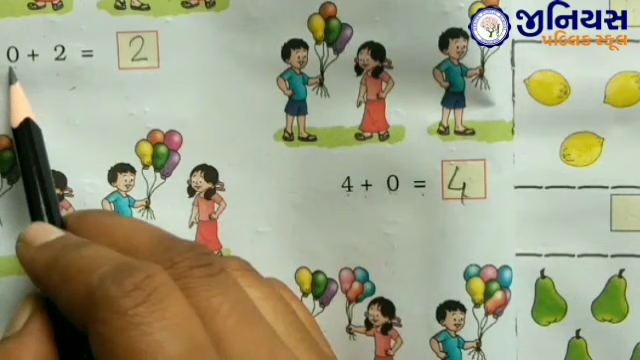 જીનિયસ
પબ્લિક સ્કૂલ
0 + 2 = 2
4 + 0 = 4